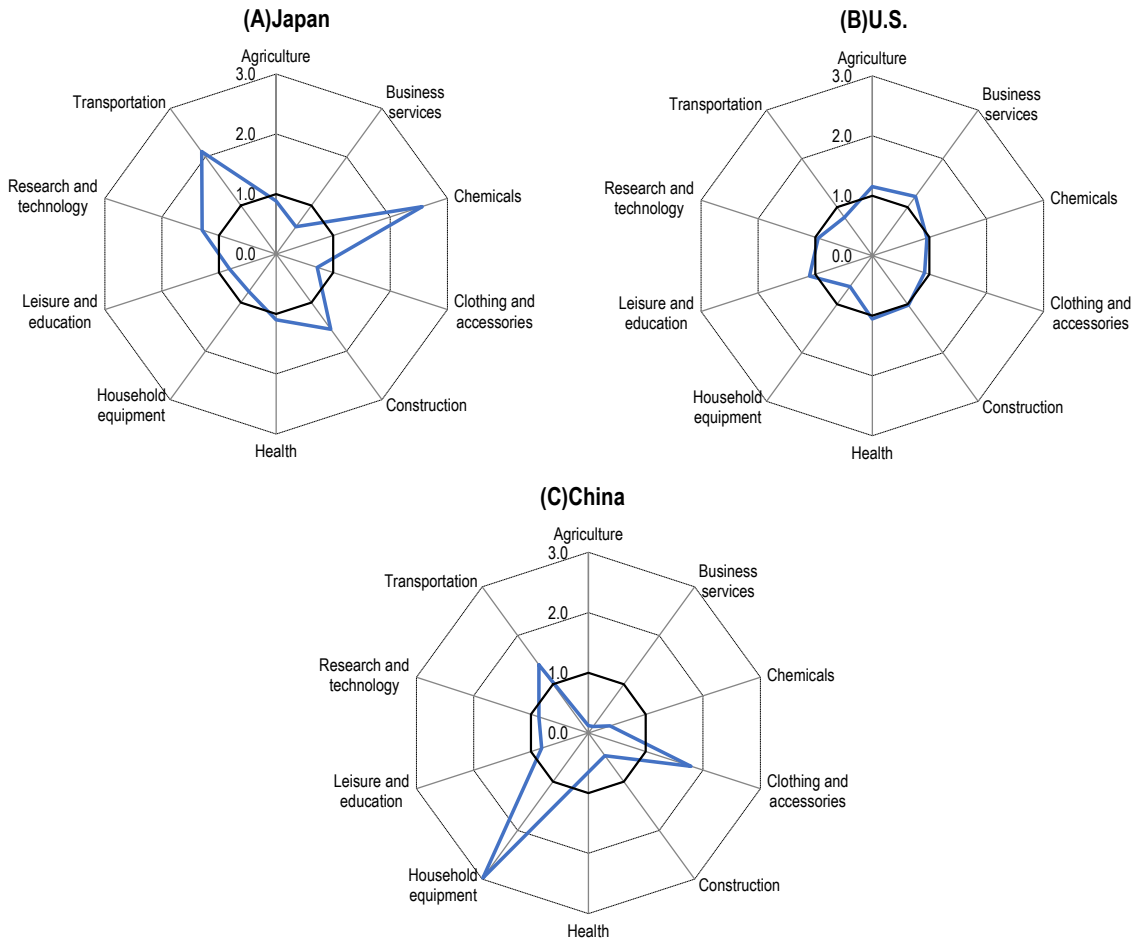 (A)Japan
Agriculture
3.0
2.0
1.0
0.0
Business
services
Chemicals
Clothing and
accessories
Construction
Health
Household
equipment
Leisure and
education
Research and
technology
Transportation
(B)U.S.
Agriculture
3.0
2.0
1.0
0.0
Business
services
Chemicals
Clothing and
accessories
Construction
Health
Household
equipment
Leisure and
education
Research and
technology
Transportation
(C)China
Agriculture
3.0
2.0
1.0
0.0
Business
services
Chemicals
Clothing and
accessories
Construction
Health
Household
equipment
Leisure and
education
Research and
technology
Transportation